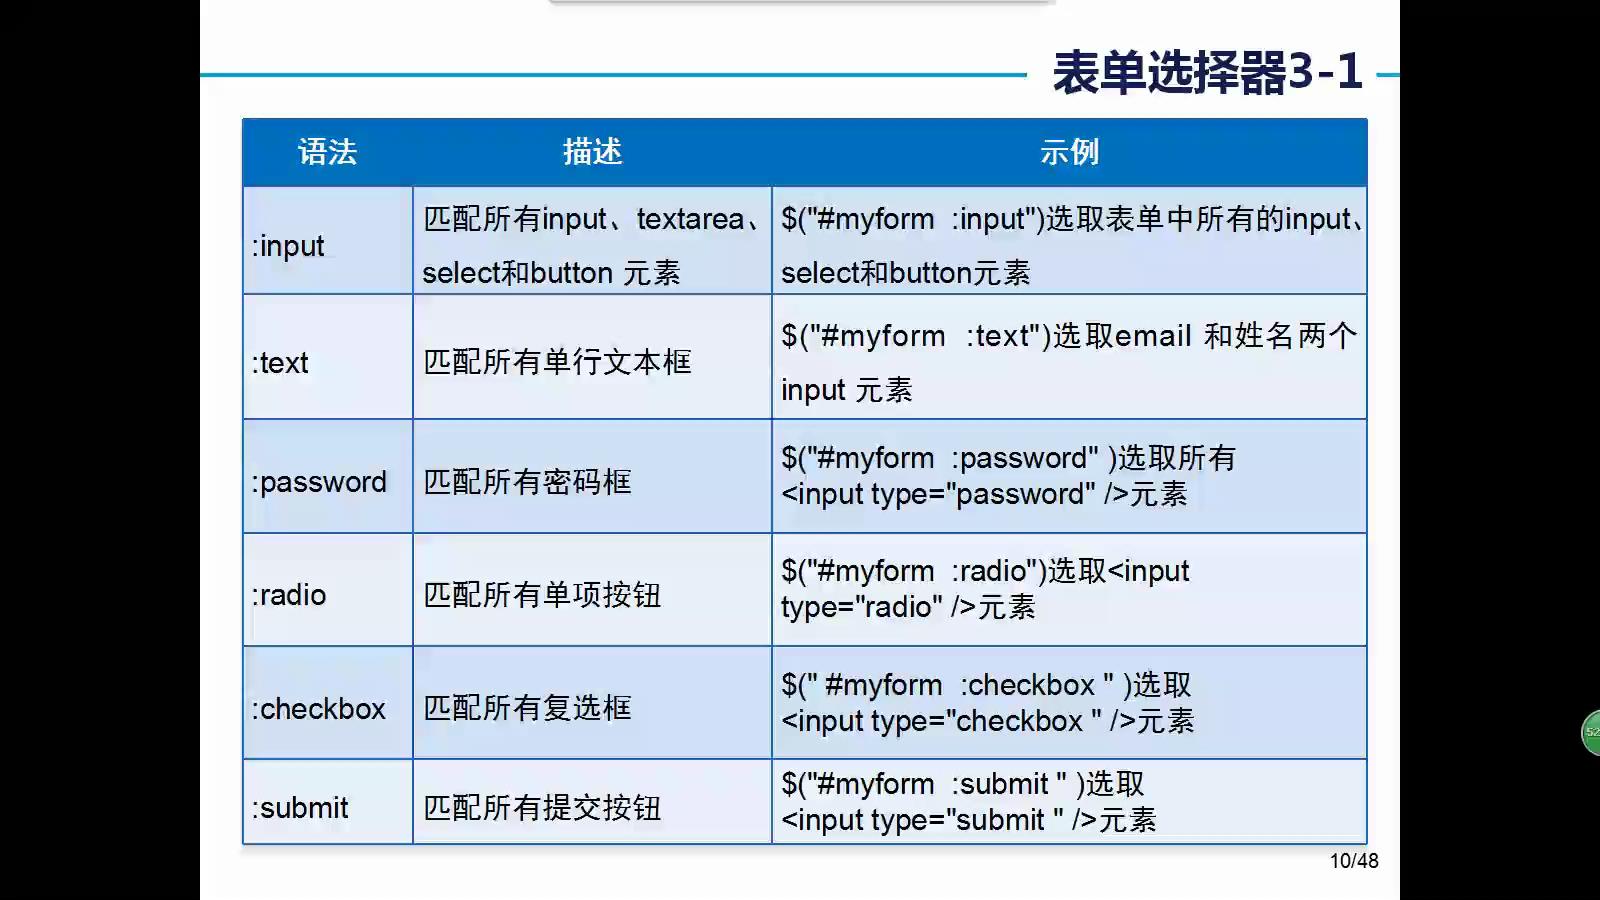 表单选择器3-1
语法 描述 示例
:input
匹配所有input、textarea、
select和button 元素
$("#myform :input")选取表单中所有的input、
select和button元素
:text
匹配所有单行文本框
$("#myform :text")选取email 和姓名两个
input 元素
:password
匹配所有密码框
$("#myform :password" )选取所有
<input type="password" />元素
:radio
匹配所有单项按钮
$("#myform :radio")选取<input
type="radio" />元素
:checkbox
匹配所有复选框
$(" #myform :checkbox " )选取
<input type="checkbox " />元素
:submit
匹配所有提交按钮
$("#myform :submit " )选取
<input type="submit " />元素
10/48
52